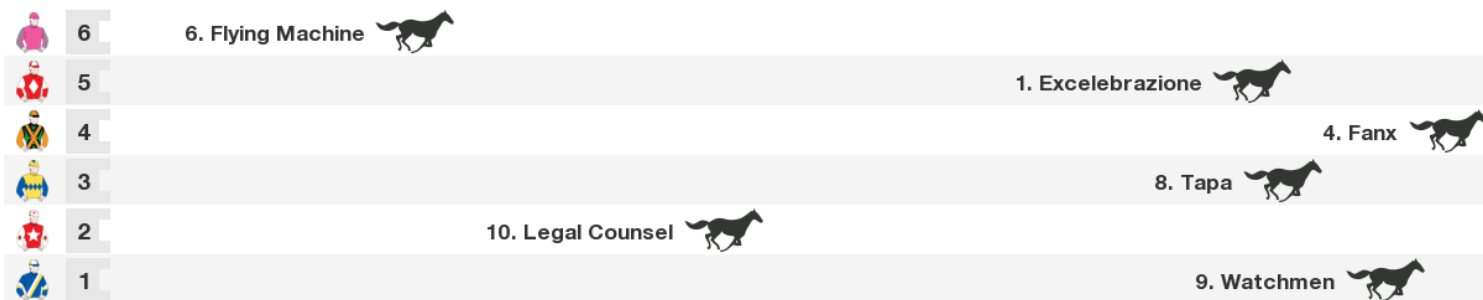 6 6. Flying Machine
5 1. Excelebrazione
4 4. Fanx
3 8. Tapa
2 10. Legal Counsel
1 9. Watchmen